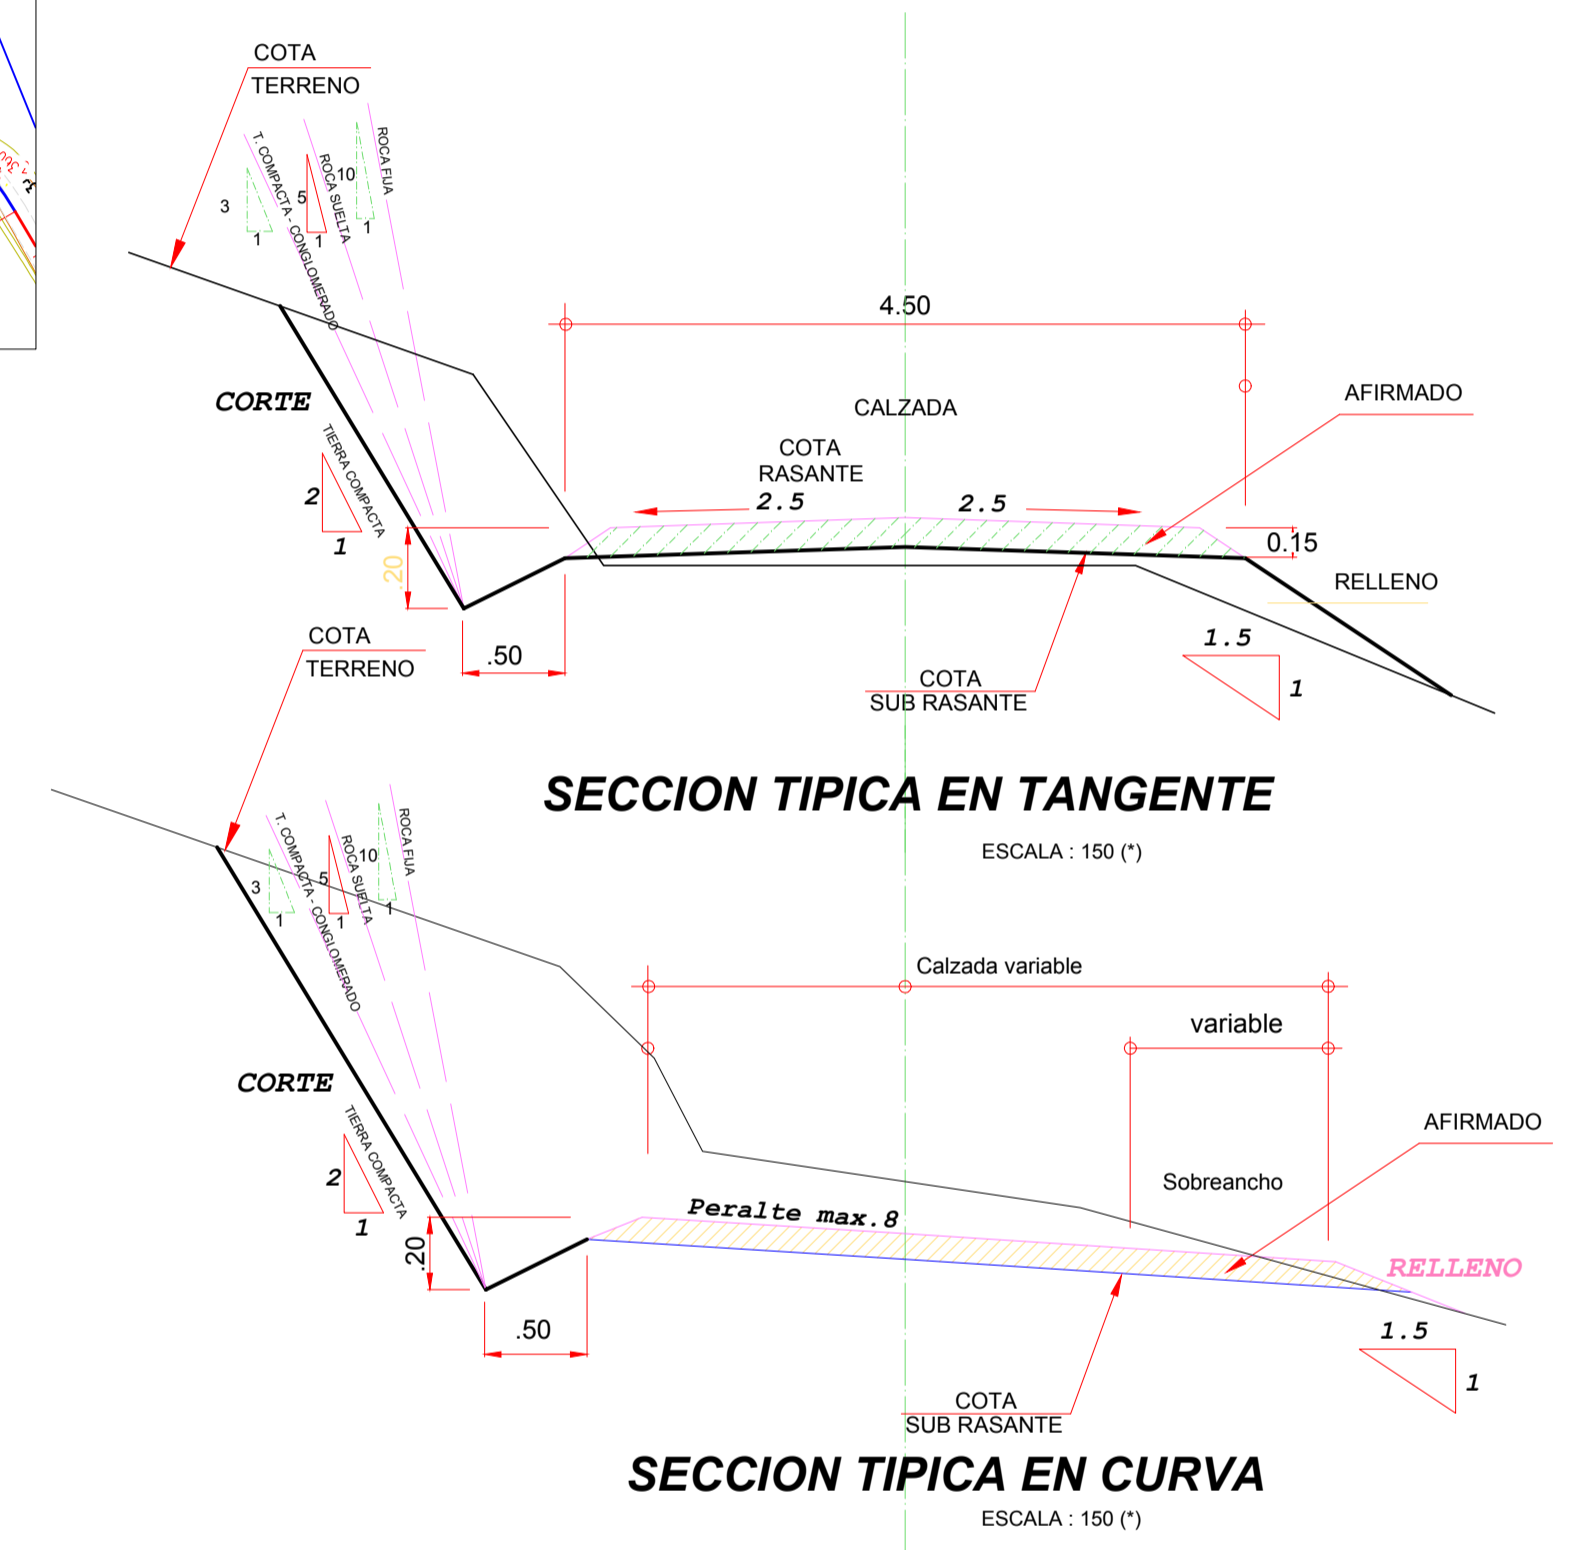 COTA
TERRENO
T. COMPACTA - CONGLOMERADO
ROCA SUELTA
ROCA FIJA
3
1
5
1
10
1
4.50
CORTE
TIERRA COMPACTA
2
1
CALZADA
COTA
RASANTE
2.5
2.5
AFIRMADO
0.15
.20
.50
RELLENO
1.5
1
COTA
SUB RASANTE
SECCION TIPICA EN TANGENTE
ESCALA : 150 (*)
COTA
TERRENO
T. COMPACTA - CONGLOMERADO
ROCA SUELTA
ROCA FIJA
3
1
5
1
10
1
Calzada variable
variable
CORTE
TIERRA COMPACTA
2
1
AFIRMADO
Sobreancho
Peralte max.8
.20
.50
RELLENO
1.5
1
COTA
SUB RASANTE
SECCION TIPICA EN CURVA
ESCALA : 150 (*)